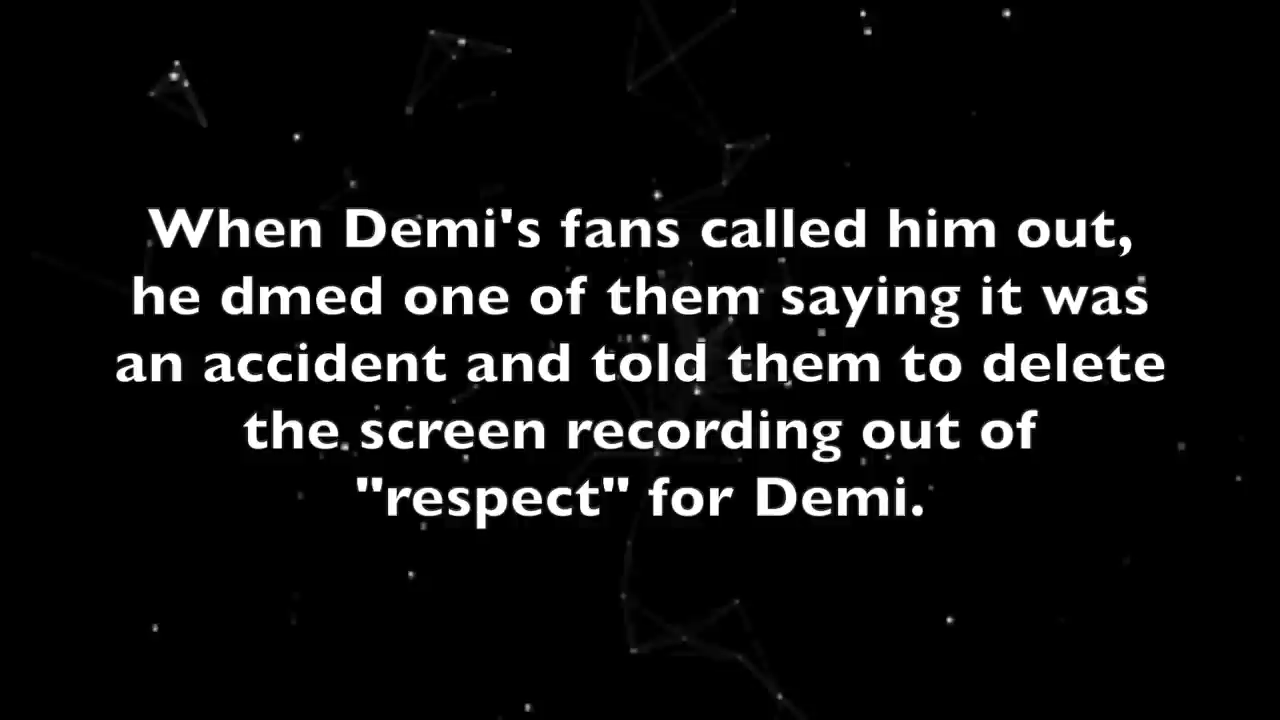 When Demi's fans called him out,
he dmed one of them saying it was
an accident and told them to delete
the screen recording out of
"respect" for Demi.